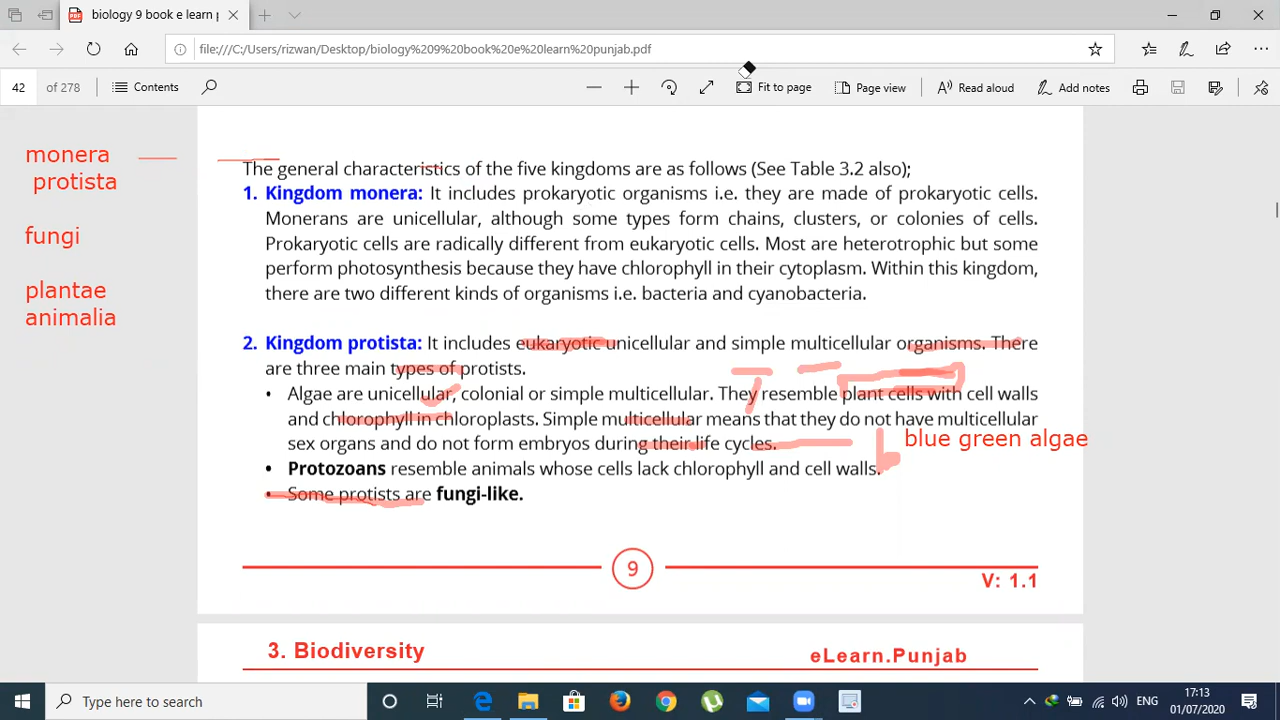 biology 9 book e learn p
file:///C:/Users/rizwan/Desktop/biology%209%20book%20e%20learn%20punjab.pdf
42 of 278 Contents Fit to page Page view Read aloud Add notes
monera
protista
fungi
plantae
animalia
The general characteristics of the five kingdoms are as follows (See Table 3.2 also);
1. Kingdom monera: It includes prokaryotic organisms i.e. they are made of prokaryotic cells.
Monerans are unicellular, although some types form chains, clusters, or colonies of cells.
Prokaryotic cells are radically different from eukaryotic cells. Most are heterotrophic but some
perform photosynthesis because they have chlorophyll in their cytoplasm. Within this kingdom,
there are two different kinds of organisms i.e. bacteria and cyanobacteria.
2. Kingdom protista: It includes eukaryotic unicellular and simple multicellular organisms. There
are three main types of protists.
• Algae are unicellular, colonial or simple multicellular. They resemble plant cells with cell walls
and chlorophyll in chloroplasts. Simple multicellular means that they do not have multicellular
sex organs and do not form embryos during their life cycles.
blue green algae
• Protozoans resemble animals whose cells lack chlorophyll and cell walls.
• Some protists are fungi-like.
9
V: 1.1
3. Biodiversity
eLearn.Punjab
Type here to search
ENG
17:13
01/07/2020